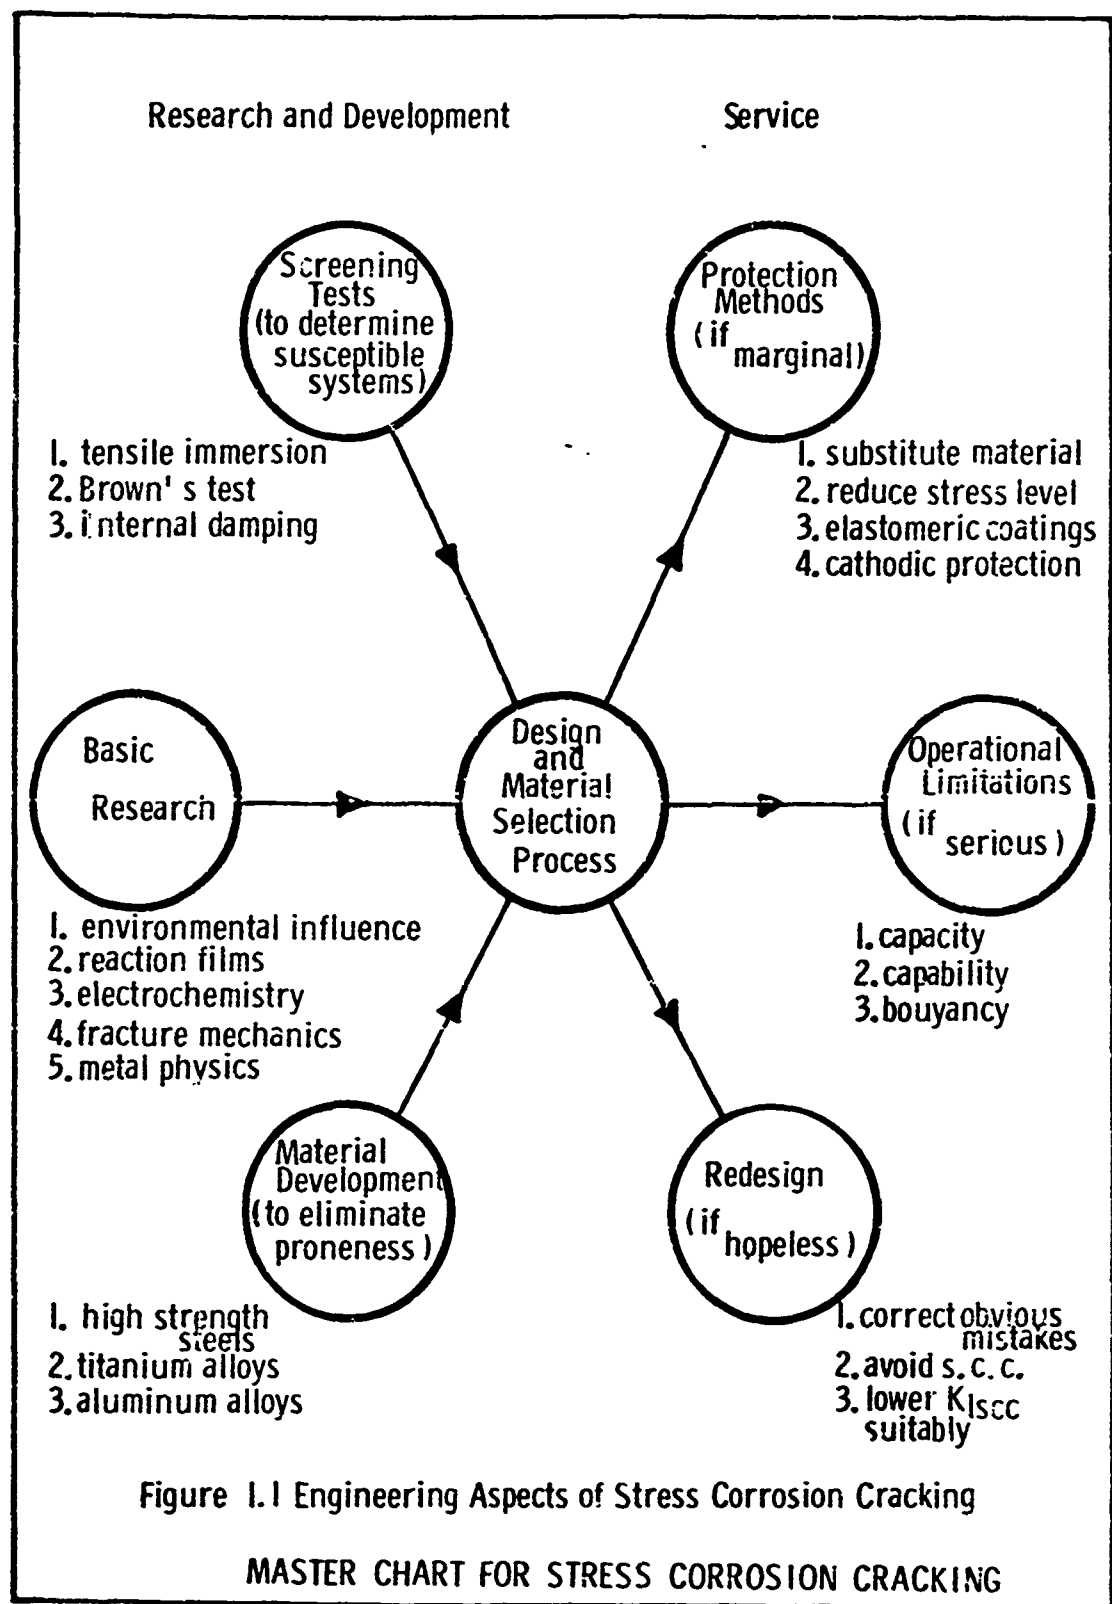 Research and Development
Service
Screening
Tests
(to determine
susceptible
systems)
1. tensile immersion
2. Brown's test
3. internal damping
Protection
Methods
(if
marginal)
1. substitute material
2. reduce stress level
3. elastomeric coatings
4. cathodic protection
Basic
Research
1. environmental influence
2. reaction films
3. electrochemistry
4. fracture mechanics
5. metal physics
Design
and
Material
Selection
Process
Operational
Limitations
(if
serious)
1. capacity
2. capability
3. bouyancy
Material
Development
(to eliminate
proneness)
1. high strength
steels
2. titanium alloys
3. aluminum alloys
Redesign
(if
hopeless)
1. correct obvious
mistakes
2. avoid s.c.c.
3. lower KIscc
suitably
Figure 1.1 Engineering Aspects of Stress Corrosion Cracking
MASTER CHART FOR STRESS CORROSION CRACKING